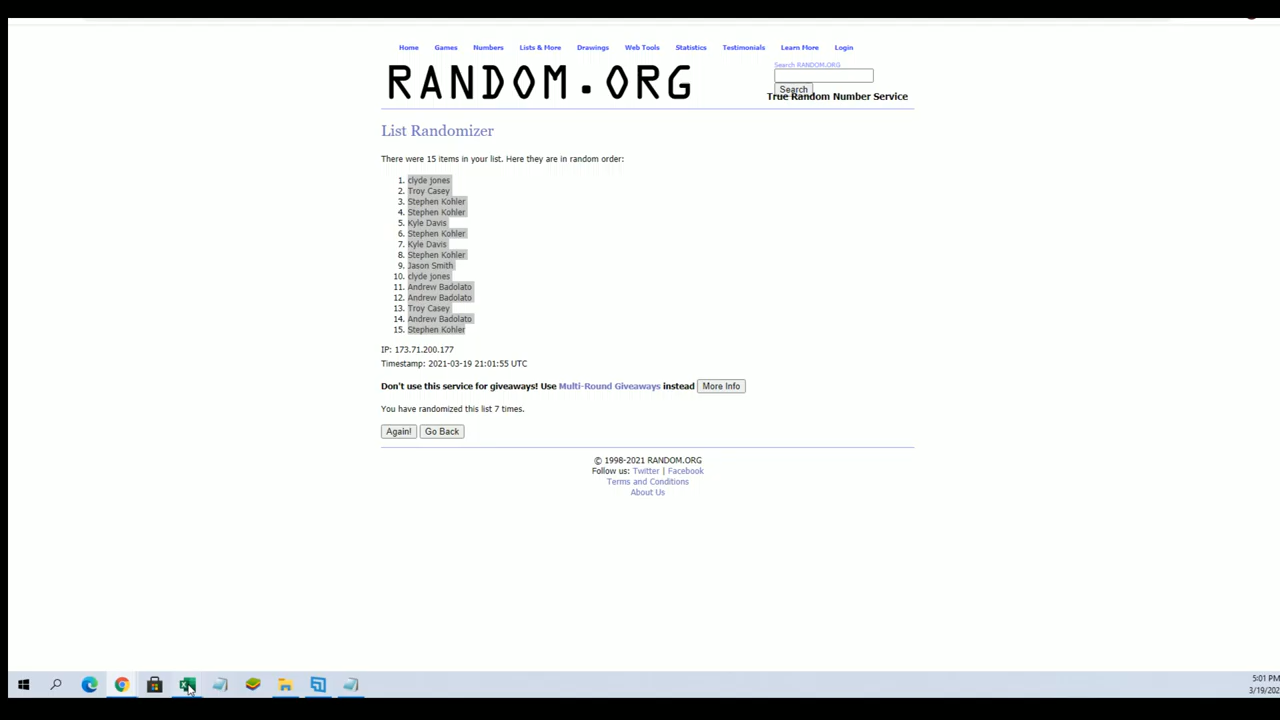 Home Games Numbers Lists & More Drawings Web Tools Statistics Testimonials Learn More Login
Search RANDOM.ORG
RANDOM.ORG
Search
True Random Number Service
List Randomizer
There were 15 items in your list. Here they are in random order:
1. clyde jones
2. Troy Casey
3. Stephen Kohler
4. Stephen Kohler
5. Kyle Davis
6. Stephen Kohler
7. Kyle Davis
8. Stephen Kohler
9. Jason Smith
10. clyde jones
11. Andrew Badolato
12. Andrew Badolato
13. Troy Casey
14. Andrew Badolato
15. Stephen Kohler
IP: 173.71.200.177
Timestamp: 2021-03-19 21:01:55 UTC
Don't use this service for giveaways! Use Multi-Round Giveaways instead More Info
You have randomized this list 7 times.
Again! Go Back
© 1998-2021 RANDOM.ORG
Follow us: Twitter | Facebook
Terms and Conditions
About Us
5:01 PM
3/19/202